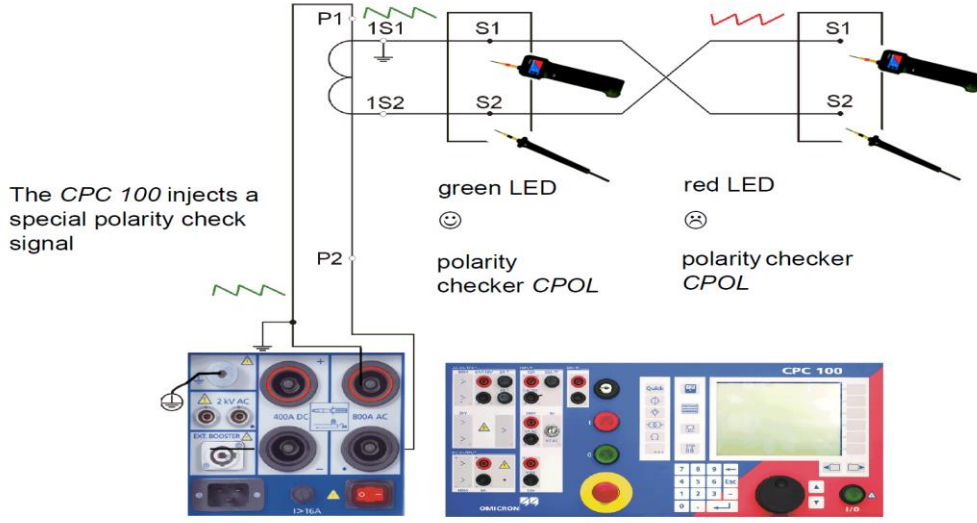 P1
1S1
S1
S1
1S2
S2
S2
The CPC 100 injects a
special polarity check
signal
green LED
☺
polarity
checker CPOL
red LED
☹
polarity checker
CPOL
P2
2 kV AC
400A DC
800A AC
EXT. BOOSTER
I>16A
CPC 100
Quick
7 8 9
4 5 6 Esc
1 2 3 -
0 .
I/O
OMICRON